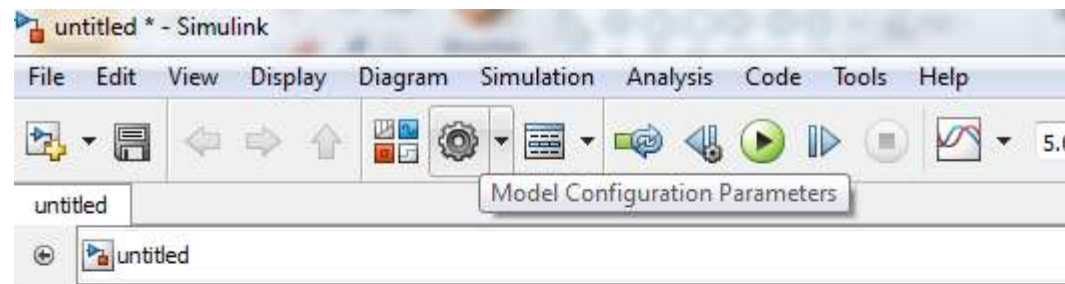 untitled * - Simulink
File Edit View Display Diagram Simulation Analysis Code Tools Help
Model Configuration Parameters
untitled
untitled